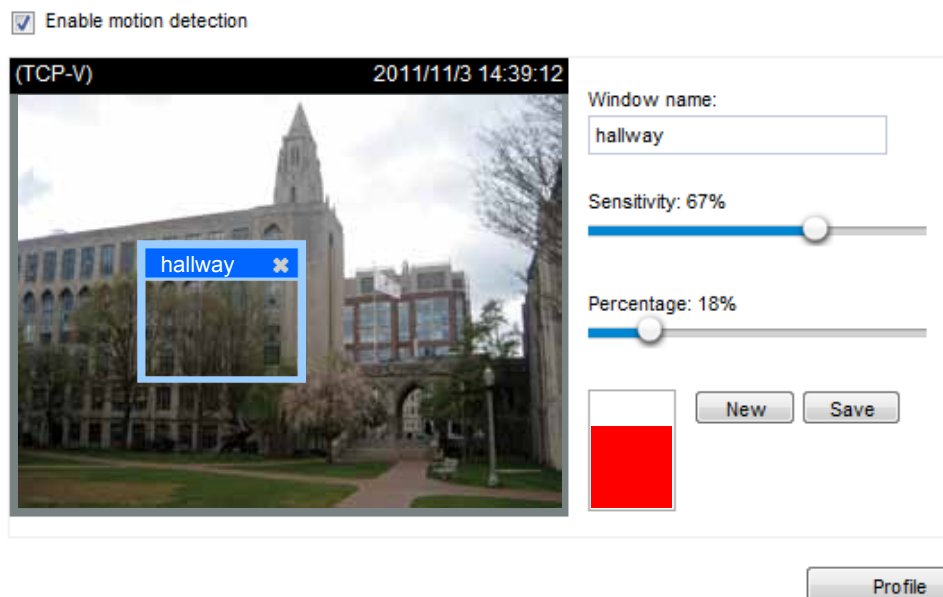 Enable motion detection
(TCP-V) 2011/11/3 14:39:12
Window name:
hallway
Sensitivity: 67%
hallway
Percentage: 18%
New Save
Profile